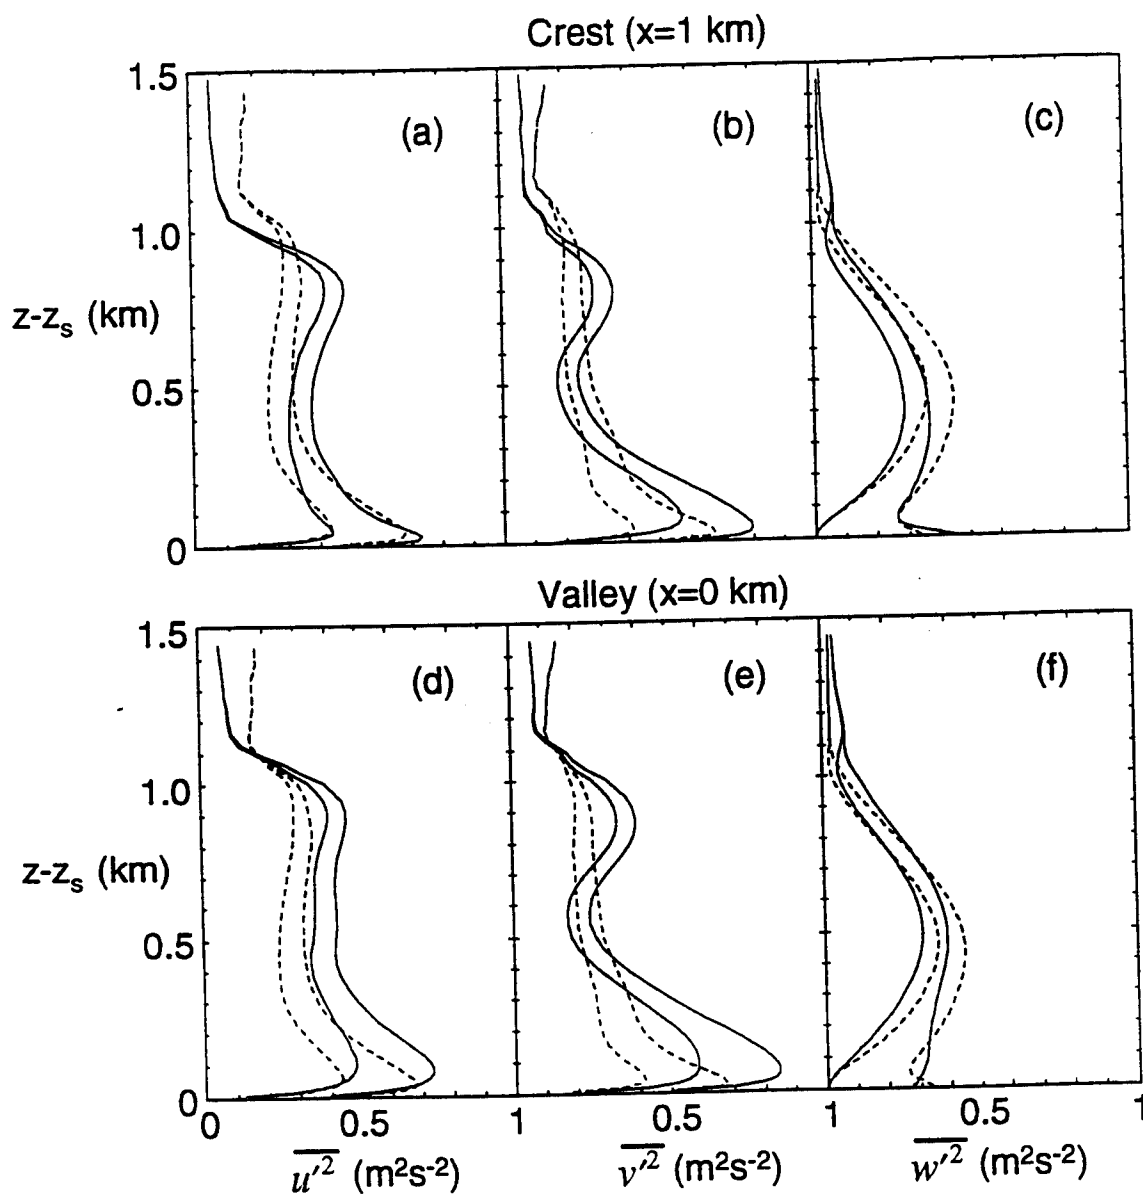 Crest (x=1 km)
1.5
(a)
(b)
(c)
1.0
z-zₛ (km)
0.5
0
Valley (x=0 km)
1.5
(d)
(e)
(f)
1.0
z-zₛ (km)
0.5
0
0 0.5 1 0.5 1 0.5 1
u'² (m²s⁻²) v'² (m²s⁻²) w'² (m²s⁻²)